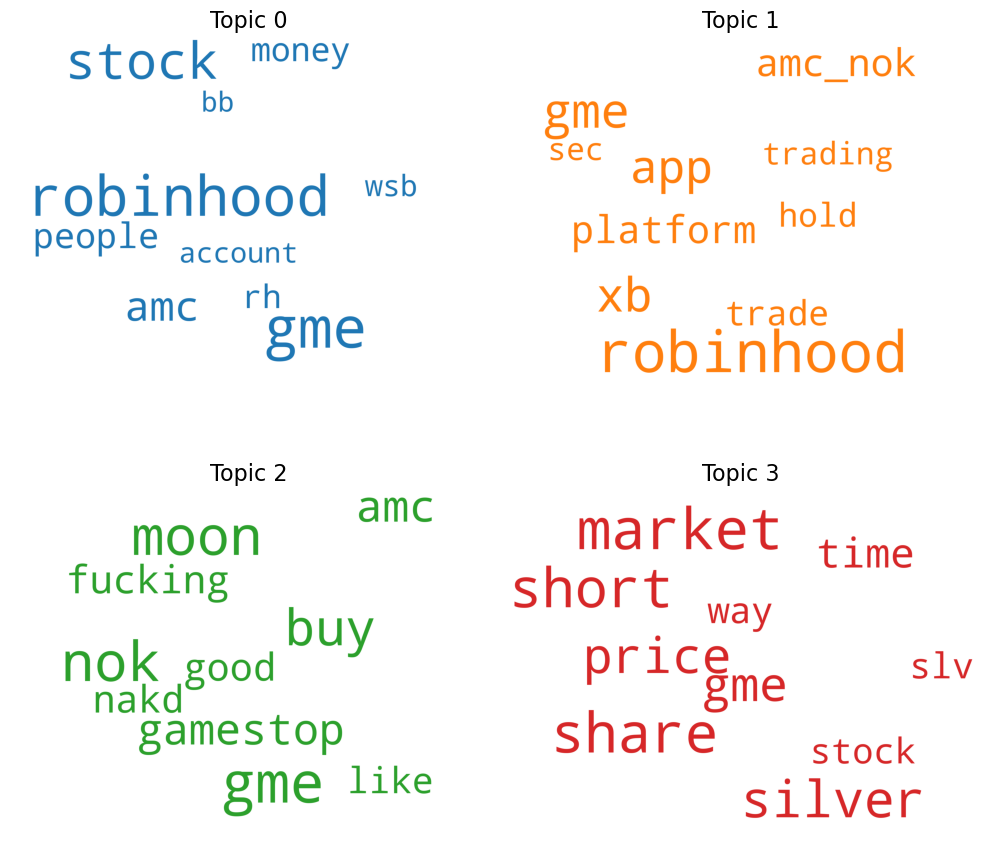 Topic 0
stock
money
bb
robinhood
wsb
people
account
amc
rh
gme
Topic 1
amc_nok
gme
sec
app
trading
platform
hold
xb
trade
robinhood
Topic 2
amc
moon
fucking
buy
nok
good
nakd
gamestop
gme
like
Topic 3
market
time
short
way
price
slv
gme
share
stock
silver